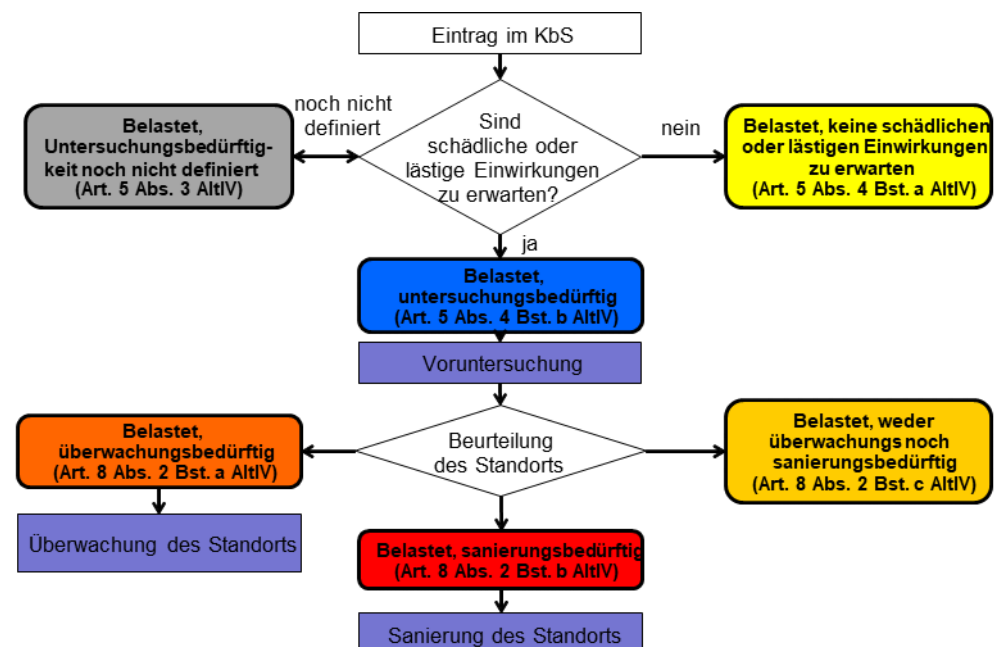 Eintrag im KbS
noch nicht
definiert
Belastet,
Untersuchungsbedürftig-
keit noch nicht definiert
(Art. 5 Abs. 3 AltlV)
Sind
schädliche oder
lästige Einwirkungen
zu erwarten?
nein
Belastet, keine schädlichen
oder lästigen Einwirkungen
zu erwarten
(Art. 5 Abs. 4 Bst. a AltlV)
ja
Belastet,
untersuchungsbedürftig
(Art. 5 Abs. 4 Bst. b AltlV)
Voruntersuchung
Belastet,
überwachungsbedürftig
(Art. 8 Abs. 2 Bst. a AltlV)
Beurteilung
des Standorts
Belastet, weder
überwachungs noch
sanierungsbedürftig
(Art. 8 Abs. 2 Bst. c AltlV)
Überwachung des Standorts
Belastet, sanierungsbedürftig
(Art. 8 Abs. 2 Bst. b AltlV)
Sanierung des Standorts